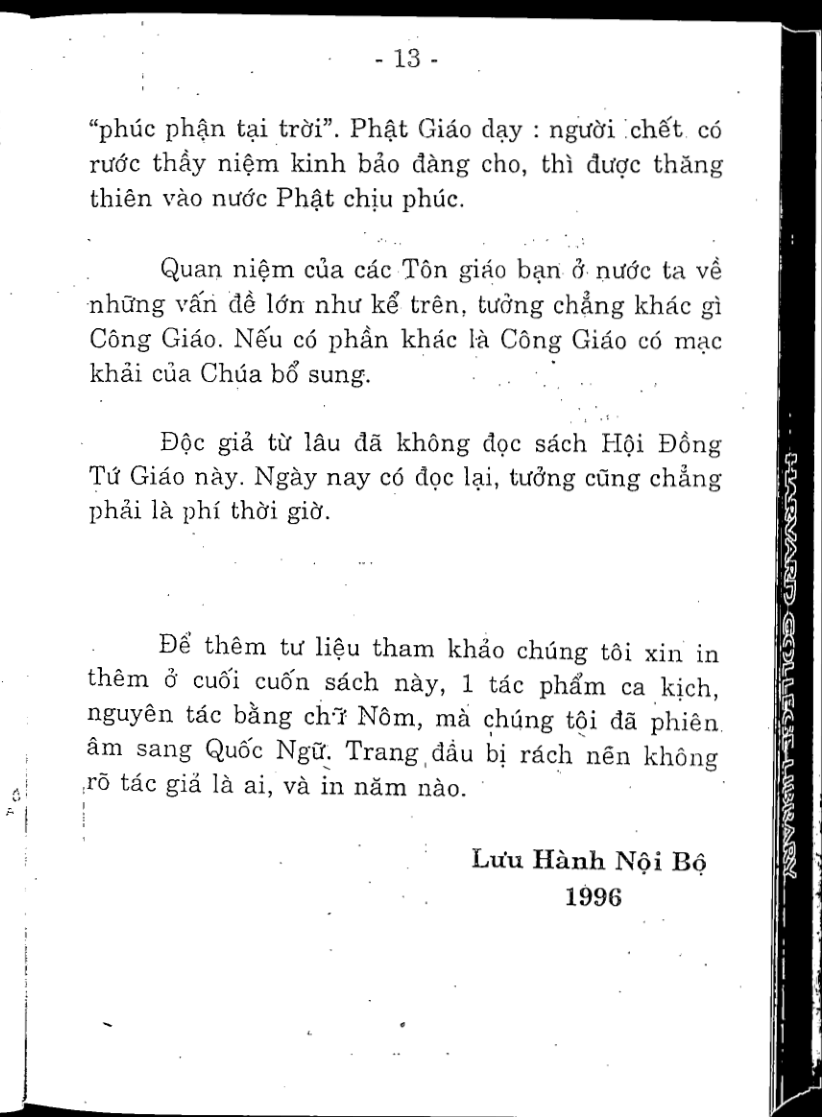 - 13 -
“phúc phận tại trời”. Phật Giáo dạy : người chết có
rước thầy niệm kinh bảo đàng cho, thì được thăng
thiên vào nước Phật chịu phúc.
Quan niệm của các Tôn giáo bạn ở nước ta về
những vấn đề lớn như kể trên, tưởng chẳng khác gì
Công Giáo. Nếu có phần khác là Công Giáo có mạc
khải của Chúa bổ sung.
Độc giả từ lâu đã không đọc sách Hội Đồng
Tứ Giáo này. Ngày nay có đọc lại, tưởng cũng chẳng
phải là phí thời giờ.
Để thêm tư liệu tham khảo chúng tôi xin in
thêm ở cuối cuốn sách này, 1 tác phẩm ca kịch,
nguyên tác bằng chữ Nôm, mà chúng tôi đã phiên
âm sang Quốc Ngữ. Trang đầu bị rách nên không
rõ tác giả là ai, và in năm nào.
Lưu Hành Nội Bộ
1996
HARVARD COLLEGE LIBRARY